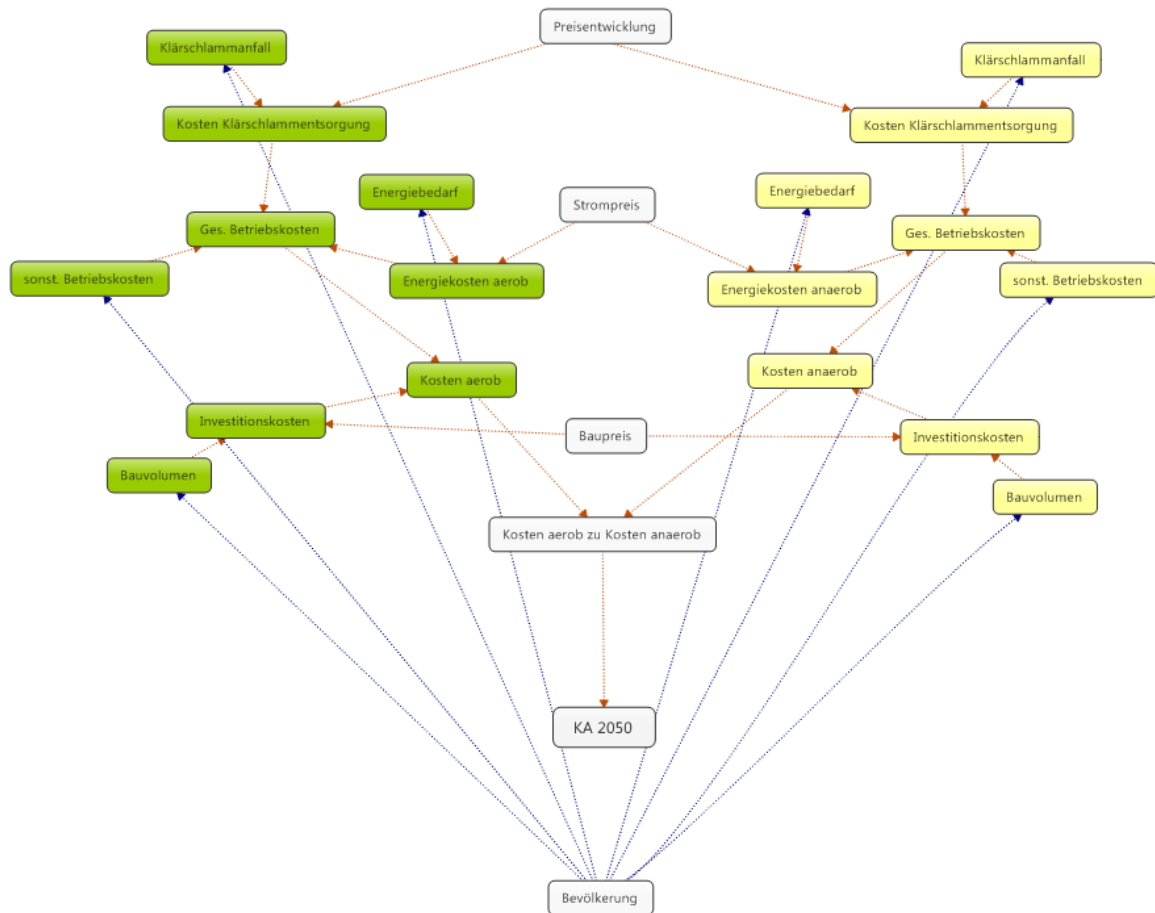 Preisentwicklung
Klärschlammanfall
Klärschlammanfall
Kosten Klärschlammentsorgung
Kosten Klärschlammentsorgung
Energiebedarf
Strompreis
Energiebedarf
Ges. Betriebskosten
Ges. Betriebskosten
sonst. Betriebskosten
Energiekosten aerob
Energiekosten anaerob
sonst. Betriebskosten
Kosten aerob
Kosten anaerob
Investitionskosten
Baupreis
Investitionskosten
Bauvolumen
Bauvolumen
Kosten aerob zu Kosten anaerob
KA 2050
Bevölkerung